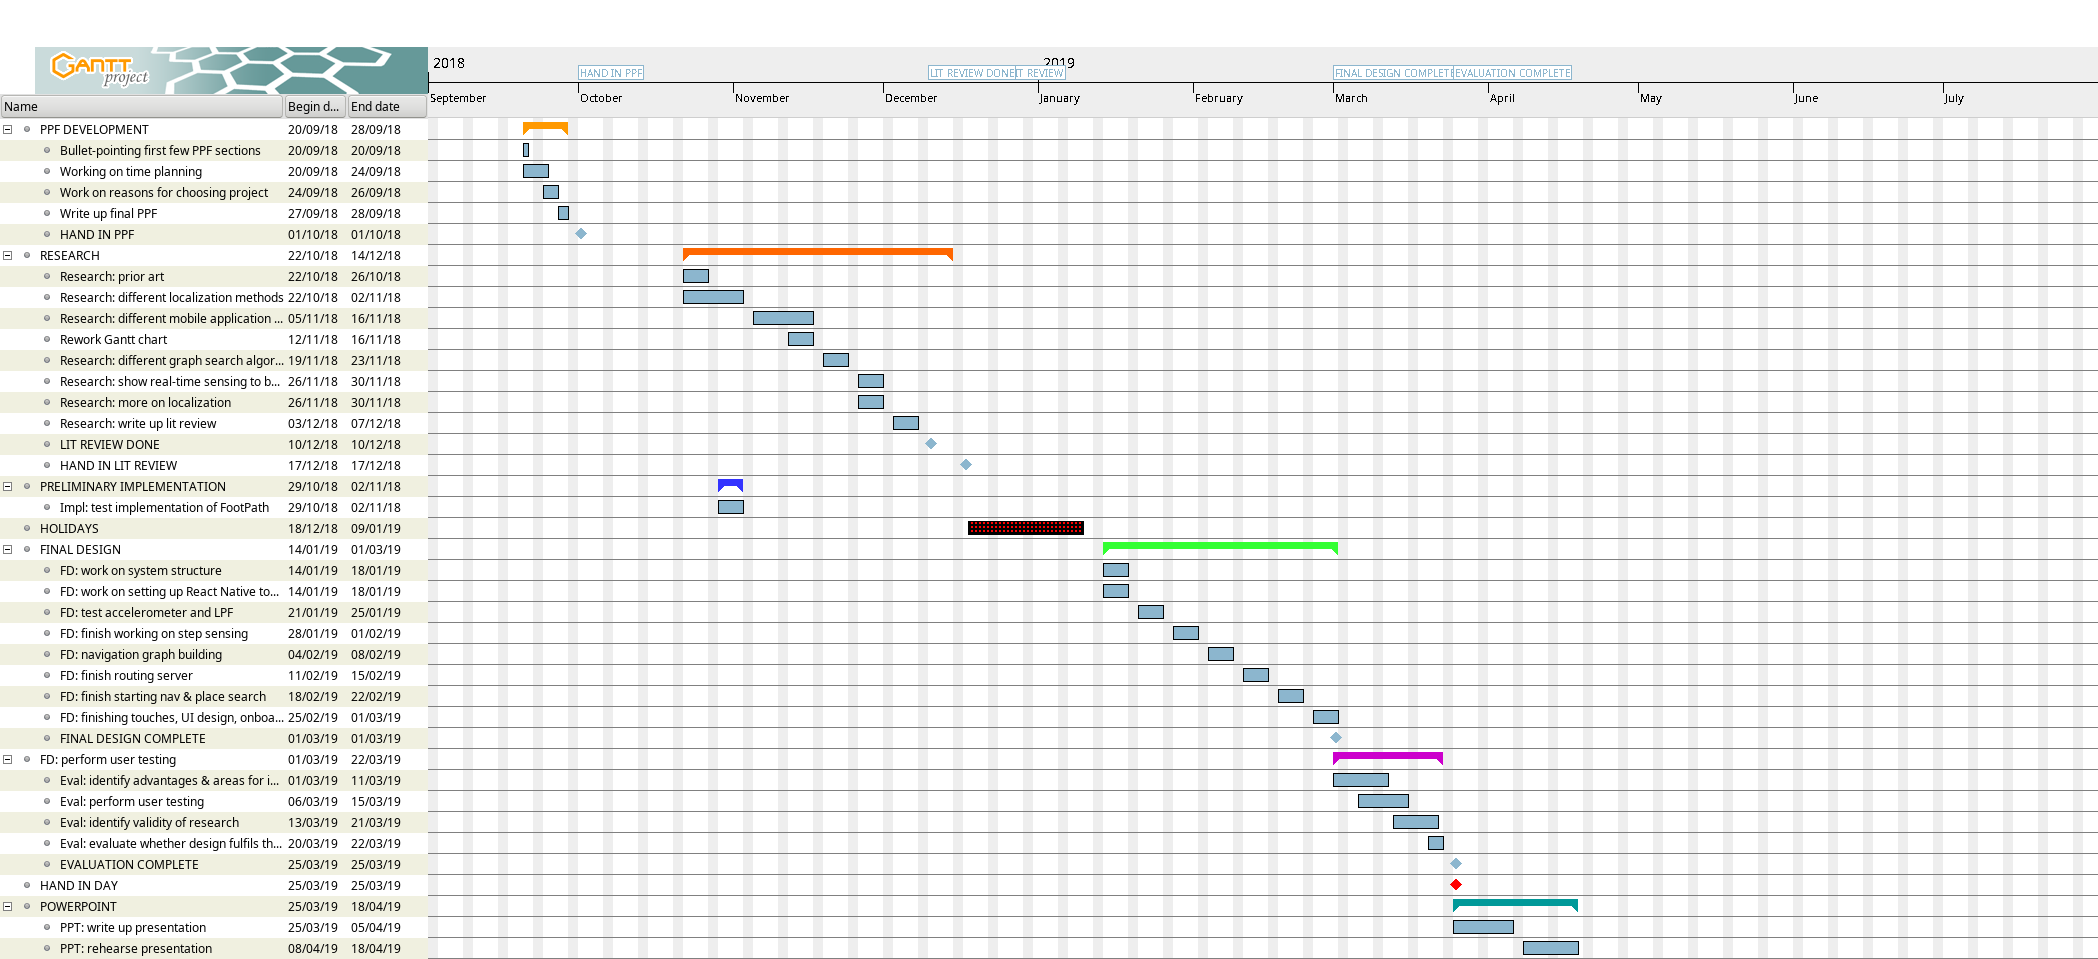 2018 2019
HAND IN PPF LIT REVIEW DONE IT REVIEW FINAL DESIGN COMPLETE EVALUATION COMPLETE
GANTT project
September October November December January February March April May June July
Name Begin d... End date
PPF DEVELOPMENT 20/09/18 28/09/18
Bullet-pointing first few PPF sections 20/09/18 20/09/18
Working on time planning 20/09/18 24/09/18
Work on reasons for choosing project 24/09/18 26/09/18
Write up final PPF 27/09/18 28/09/18
HAND IN PPF 01/10/18 01/10/18
RESEARCH 22/10/18 14/12/18
Research: prior art 22/10/18 26/10/18
Research: different localization methods 22/10/18 02/11/18
Research: different mobile application ... 05/11/18 16/11/18
Rework Gantt chart 12/11/18 16/11/18
Research: different graph search algor... 19/11/18 23/11/18
Research: show real-time sensing to b... 26/11/18 30/11/18
Research: more on localization 26/11/18 30/11/18
Research: write up lit review 03/12/18 07/12/18
LIT REVIEW DONE 10/12/18 10/12/18
HAND IN LIT REVIEW 17/12/18 17/12/18
PRELIMINARY IMPLEMENTATION 29/10/18 02/11/18
Impl: test implementation of FootPath 29/10/18 02/11/18
HOLIDAYS 18/12/18 09/01/19
FINAL DESIGN 14/01/19 01/03/19
FD: work on system structure 14/01/19 18/01/19
FD: work on setting up React Native to... 14/01/19 18/01/19
FD: test accelerometer and LPF 21/01/19 25/01/19
FD: finish working on step sensing 28/01/19 01/02/19
FD: navigation graph building 04/02/19 08/02/19
FD: finish routing server 11/02/19 15/02/19
FD: finish starting nav & place search 18/02/19 22/02/19
FD: finishing touches, UI design, onboa... 25/02/19 01/03/19
FINAL DESIGN COMPLETE 01/03/19 01/03/19
FD: perform user testing 01/03/19 22/03/19
Eval: identify advantages & areas for i... 01/03/19 11/03/19
Eval: perform user testing 06/03/19 15/03/19
Eval: identify validity of research 13/03/19 21/03/19
Eval: evaluate whether design fulfils th... 20/03/19 22/03/19
EVALUATION COMPLETE 25/03/19 25/03/19
HAND IN DAY 25/03/19 25/03/19
POWERPOINT 25/03/19 18/04/19
PPT: write up presentation 25/03/19 05/04/19
PPT: rehearse presentation 08/04/19 18/04/19